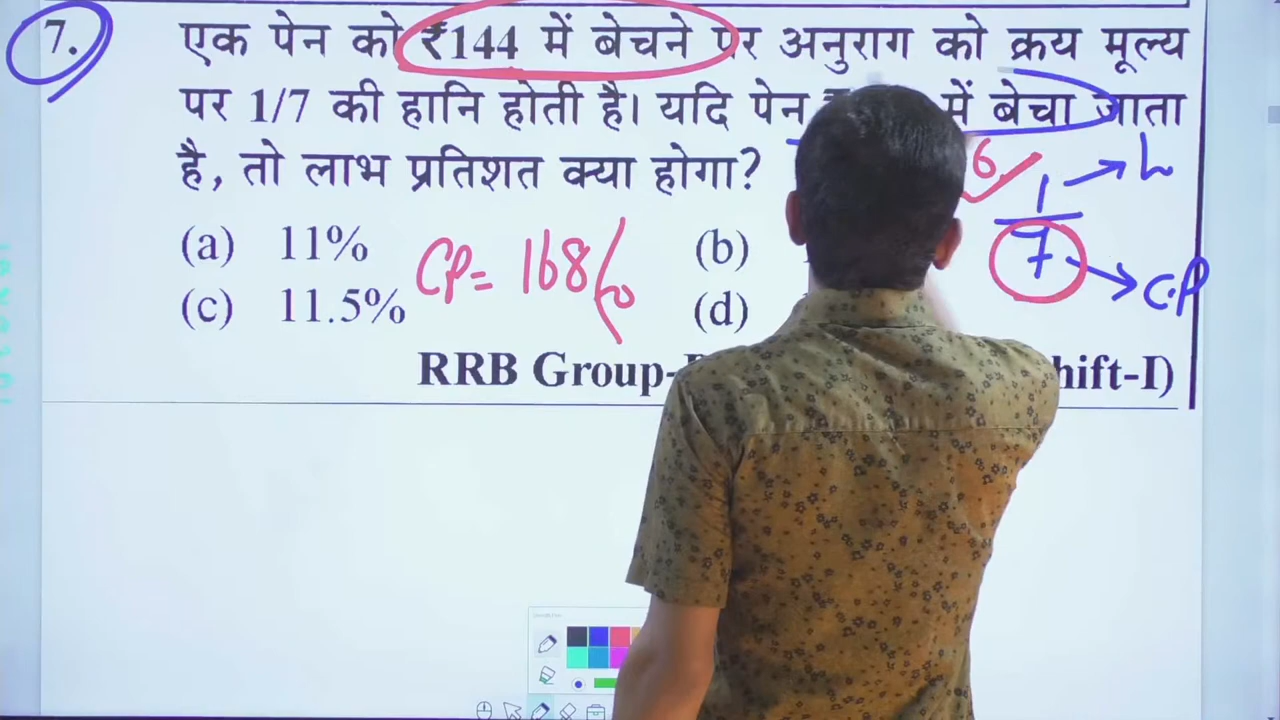 7. एक पेन को ₹144 में बेचने पर अनुराग को क्रय मूल्य
पर 1/7 की हानि होती है। यदि पेन में बेचा जाता
है, तो लाभ प्रतिशत क्या होगा?
6
1 → L
7 → C.P
(a) 11% (b)
CP = 168/-
(c) 11.5% (d)
RRB Group- hift-I)